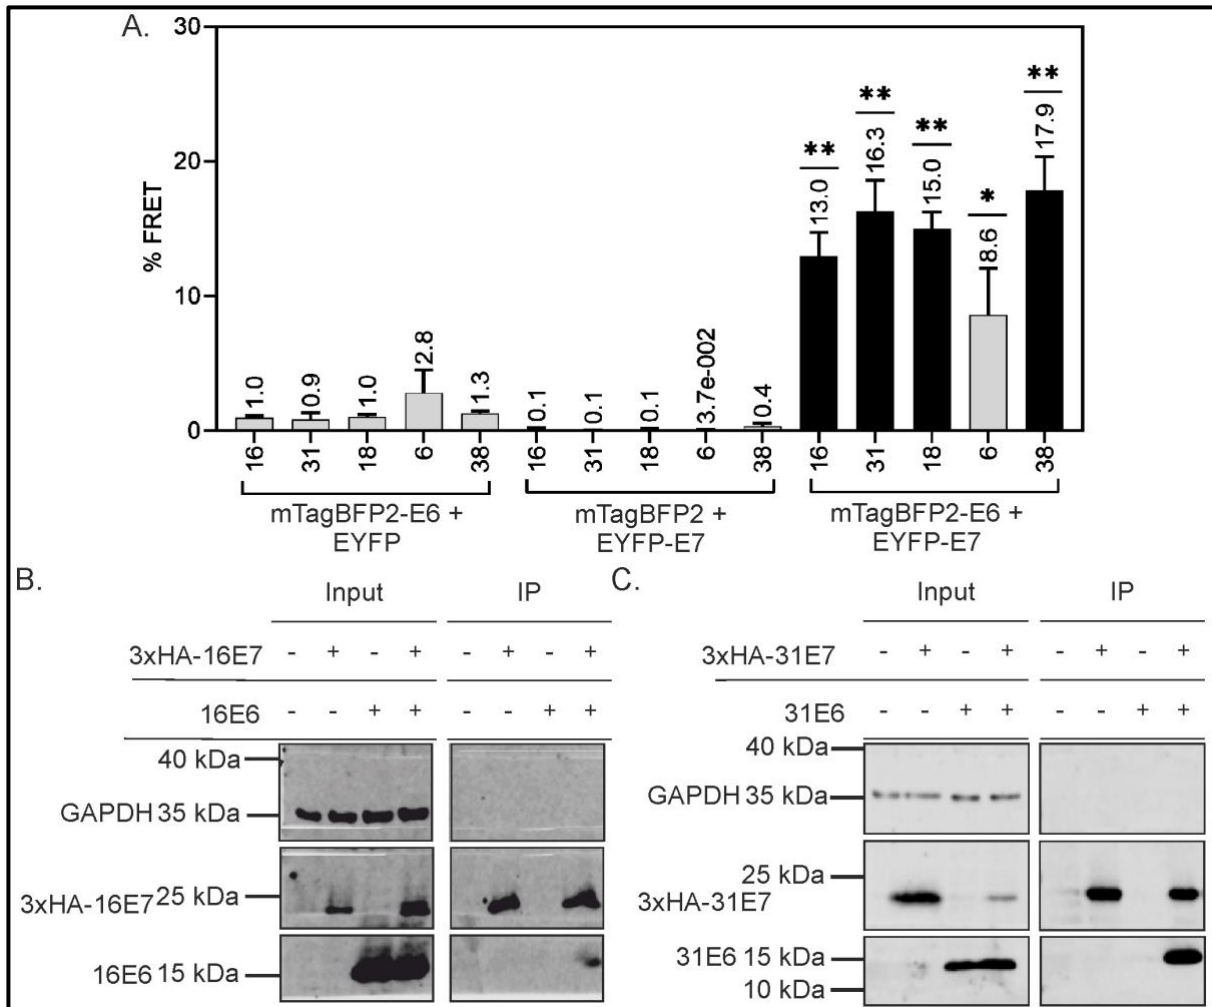 A.
30
20
10
0
% FRET
1.0
0.9
1.0
2.8
1.3
0.1
0.1
0.1
3.7e-002
0.4
** 13.0
** 16.3
** 15.0
* 8.6
** 17.9
16 31 18 6 38 16 31 18 6 38 16 31 18 6 38
mTagBFP2-E6 +
EYFP
mTagBFP2 +
EYFP-E7
mTagBFP2-E6 +
EYFP-E7
B.
Input IP
3xHA-16E7 - + - + - + - +
16E6 - - + + - - + +
40 kDa
GAPDH 35 kDa
3xHA-16E7 25 kDa
16E6 15 kDa
C.
Input IP
3xHA-31E7 - + - + - + - +
31E6 - - + + - - + +
40 kDa
GAPDH 35 kDa
25 kDa
3xHA-31E7
31E6 15 kDa
10 kDa